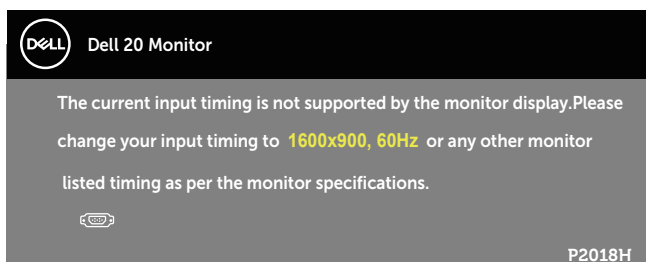 DELL Dell 20 Monitor
The current input timing is not supported by the monitor display.Please
change your input timing to 1600x900, 60Hz or any other monitor
listed timing as per the monitor specifications.
P2018H